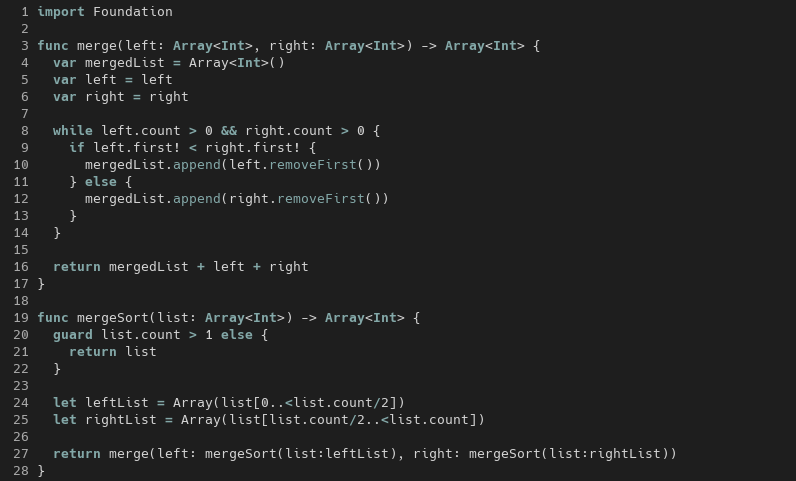 1 import Foundation
2
3 func merge(left: Array<Int>, right: Array<Int>) -> Array<Int> {
4   var mergedList = Array<Int>()
5   var left = left
6   var right = right
7
8   while left.count > 0 && right.count > 0 {
9     if left.first! < right.first! {
10       mergedList.append(left.removeFirst())
11     } else {
12       mergedList.append(right.removeFirst())
13     }
14   }
15
16   return mergedList + left + right
17 }
18
19 func mergeSort(list: Array<Int>) -> Array<Int> {
20   guard list.count > 1 else {
21     return list
22   }
23
24   let leftList = Array(list[0..<list.count/2])
25   let rightList = Array(list[list.count/2..<list.count])
26
27   return merge(left: mergeSort(list:leftList), right: mergeSort(list:rightList))
28 }